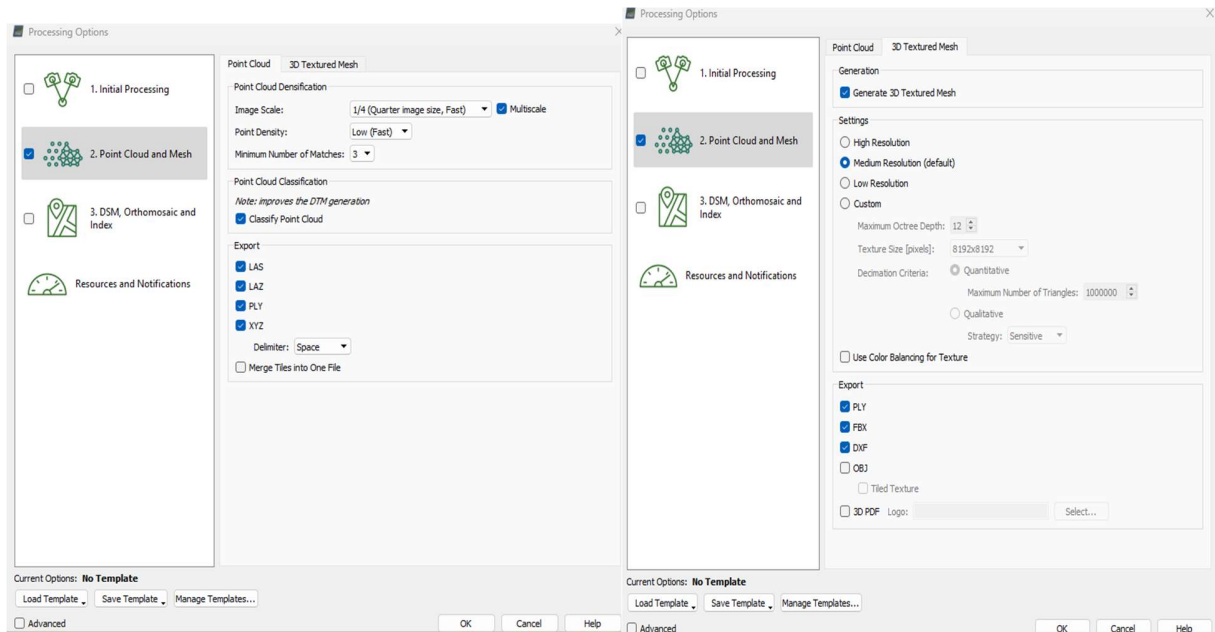 Processing Options
1. Initial Processing
2. Point Cloud and Mesh
3. DSM, Orthomosaic and
Index
Resources and Notifications
Point Cloud
3D Textured Mesh
Point Cloud Densification
Image Scale: 1/4 (Quarter image size, Fast) Multiscale
Point Density: Low (Fast)
Minimum Number of Matches: 3
Point Cloud Classification
Note: improves the DTM generation
Classify Point Cloud
Export
LAS
LAZ
PLY
XYZ
Delimiter: Space
Merge Tiles into One File
Current Options: No Template
Load Template Save Template Manage Templates...
Advanced
OK Cancel Help
Processing Options
1. Initial Processing
2. Point Cloud and Mesh
3. DSM, Orthomosaic and
Index
Resources and Notifications
Point Cloud
3D Textured Mesh
Generation
Generate 3D Textured Mesh
Settings
High Resolution
Medium Resolution (default)
Low Resolution
Custom
Maximum Octree Depth: 12
Texture Size [pixels]: 8192x8192
Decimation Criteria: Quantitative
Maximum Number of Triangles: 1000000
Qualitative
Strategy: Sensitive
Use Color Balancing for Texture
Export
PLY
FBX
DXF
OBJ
Tiled Texture
3D PDF Logo: Select...
Current Options: No Template
Load Template Save Template Manage Templates...
Advanced
OK Cancel Help